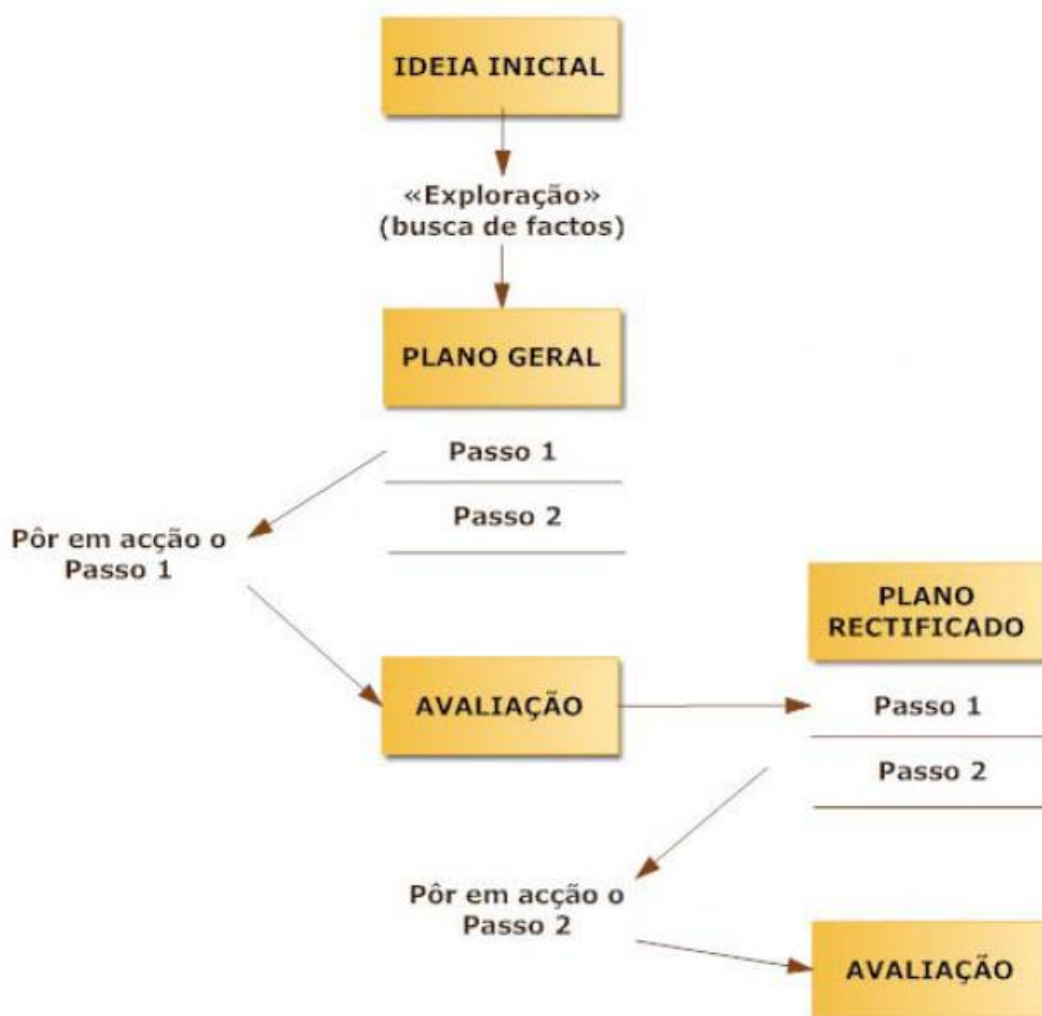 IDEIA INICIAL
«Exploração»
(busca de factos)
PLANO GERAL
Passo 1
Passo 2
Pôr em acção o
Passo 1
AVALIAÇÃO
PLANO
RECTIFICADO
Passo 1
Passo 2
Pôr em acção o
Passo 2
AVALIAÇÃO